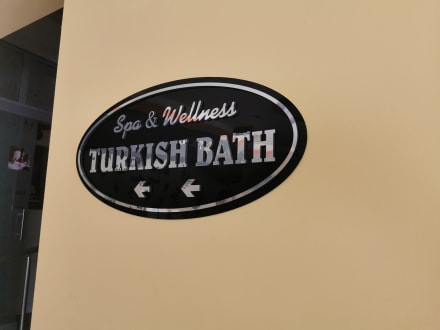 Spa & Wellness
TURKISH BATH